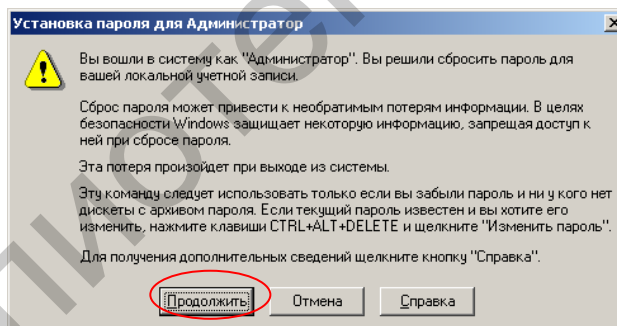 Установка пароля для Администратор
Вы вошли в систему как "Администратор". Вы решили сбросить пароль для
вашей локальной учетной записи.
Сброс пароля может привести к необратимым потерям информации. В целях
безопасности Windows защищает некоторую информацию, запрещая доступ к
ней при сбросе пароля.
Эта потеря произойдет при выходе из системы.
Эту команду следует использовать только если вы забыли пароль и ни у кого нет
дискеты с архивом пароля. Если текущий пароль известен и вы хотите его
изменить, нажмите клавиши CTRL+ALT+DELETE и щелкните "Изменить пароль".
Для получения дополнительных сведений щелкните кнопку "Справка".
Продолжить Отмена Справка